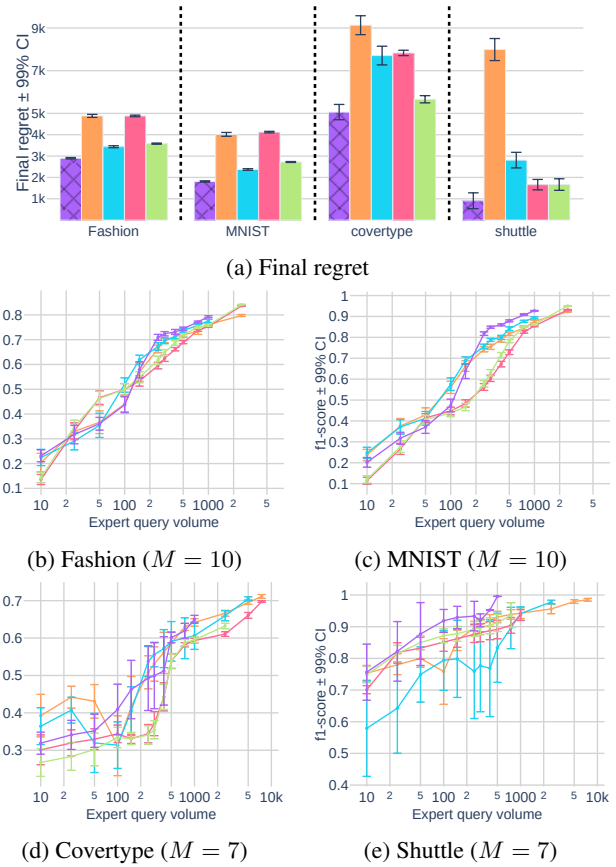 Final regret ± 99% CI
9k
7k
5k
4k
3k
2k
1k
Fashion
MNIST
covertype
shuttle
(a) Final regret
0.8
0.7
0.6
0.5
0.4
0.3
0.2
0.1
10 2 5 100 2 5 1000 2 5
Expert query volume
f1-score ± 99% CI
1
0.9
0.8
0.7
0.6
0.5
0.4
0.3
0.2
0.1
10 2 5 100 2 5 1000 2 5
Expert query volume
(b) Fashion (M = 10)
(c) MNIST (M = 10)
0.7
0.6
0.5
0.4
0.3
10 2 5 100 2 5 1000 2 5 10k
Expert query volume
f1-score ± 99% CI
1
0.9
0.8
0.7
0.6
0.5
0.4
10 2 5 100 2 5 1000 2 5 10k
Expert query volume
(d) Covertype (M = 7)
(e) Shuttle (M = 7)